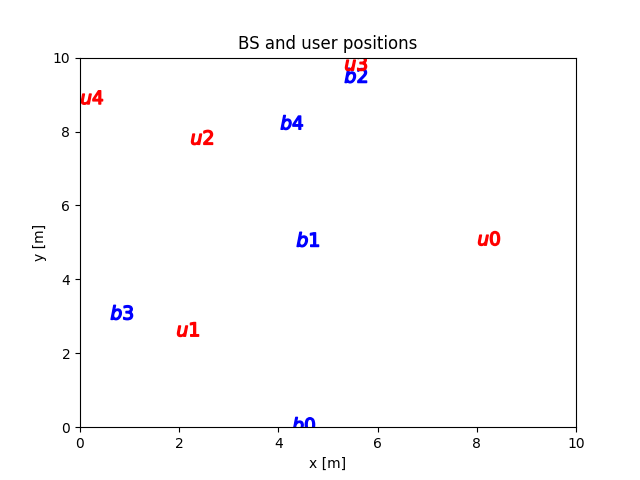 BS and user positions
10
8
6
4
2
0
y [m]
u3
b2
u4
b4
u2
b1
u0
b3
u1
b0
0 2 4 6 8 10
x [m]